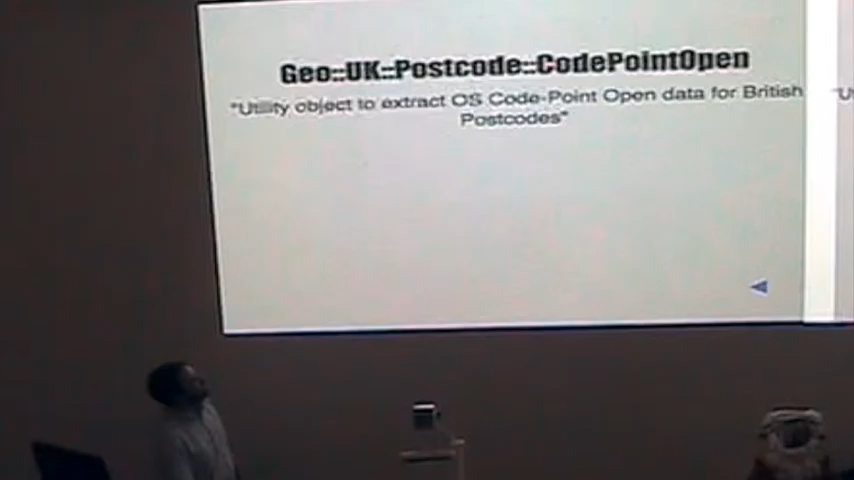 Geo::UK::Postcode::CodePointOpen
"Utility object to extract OS Code-Point Open data for British
Postcodes"
"U